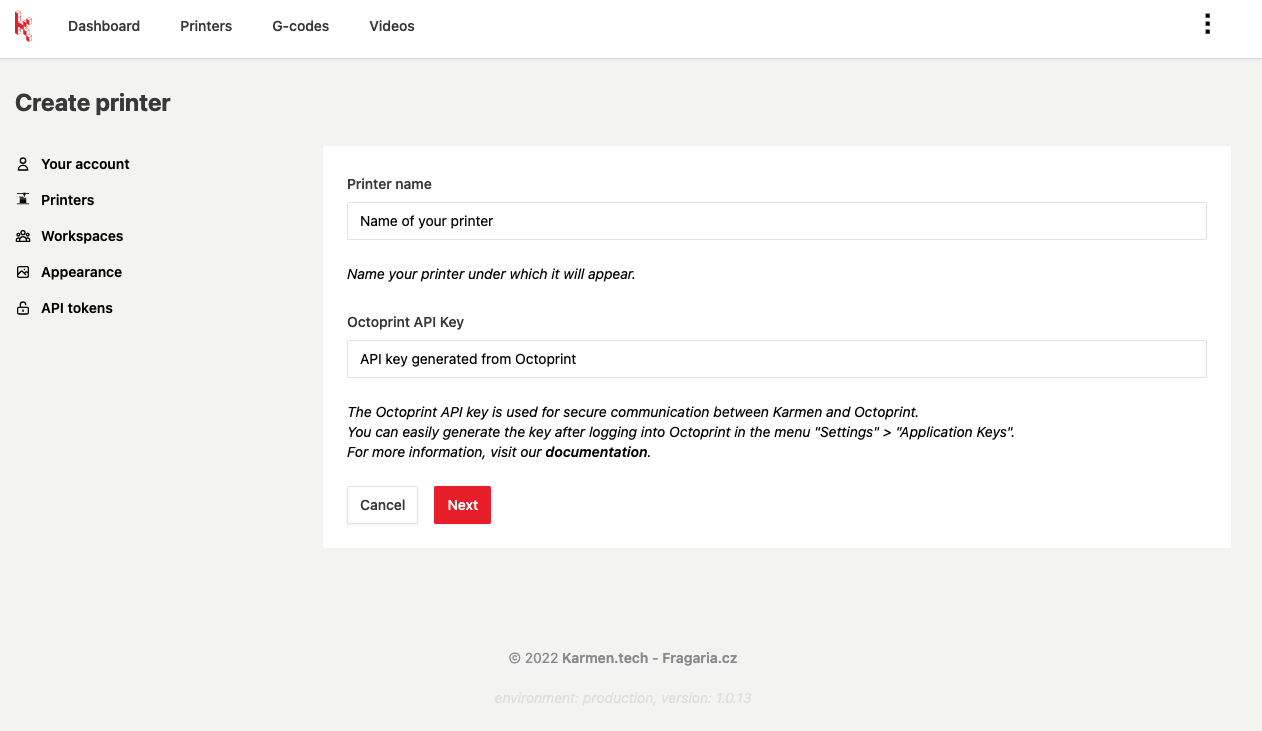 Dashboard Printers G-codes Videos
Create printer
Your account
Printers
Workspaces
Appearance
API tokens
Printer name
Name of your printer
Name your printer under which it will appear.
Octoprint API Key
API key generated from Octoprint
The Octoprint API key is used for secure communication between Karmen and Octoprint.
You can easily generate the key after logging into Octoprint in the menu "Settings" > "Application Keys".
For more information, visit our documentation.
Cancel Next
© 2022 Karmen.tech - Fragaria.cz
environment: production, version: 1.0.13